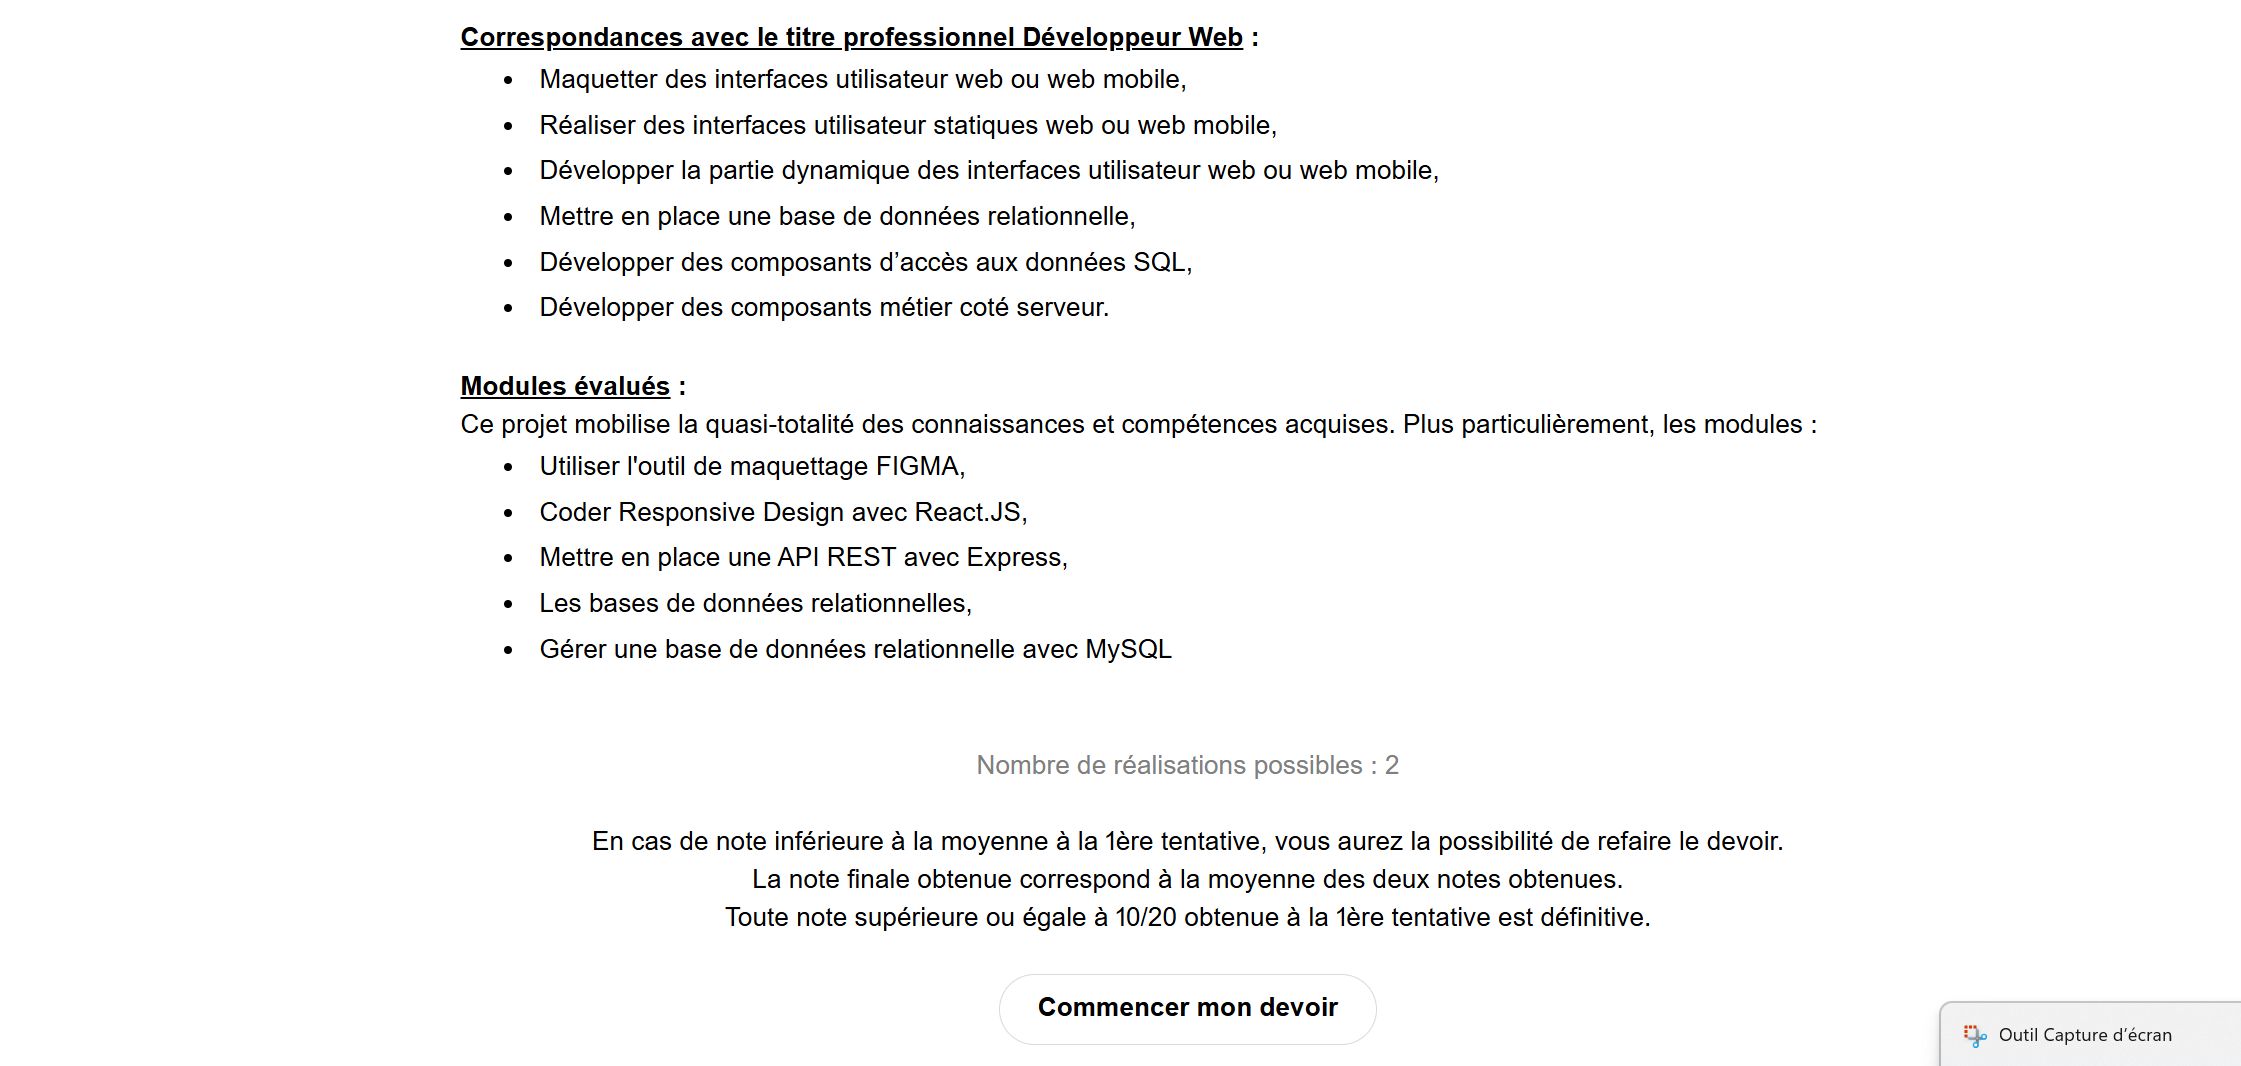 Correspondances avec le titre professionnel Développeur Web :
• Maquetter des interfaces utilisateur web ou web mobile,
• Réaliser des interfaces utilisateur statiques web ou web mobile,
• Développer la partie dynamique des interfaces utilisateur web ou web mobile,
• Mettre en place une base de données relationnelle,
• Développer des composants d’accès aux données SQL,
• Développer des composants métier coté serveur.
Modules évalués :
Ce projet mobilise la quasi-totalité des connaissances et compétences acquises. Plus particulièrement, les modules :
• Utiliser l'outil de maquettage FIGMA,
• Coder Responsive Design avec React.JS,
• Mettre en place une API REST avec Express,
• Les bases de données relationnelles,
• Gérer une base de données relationnelle avec MySQL
Nombre de réalisations possibles : 2
En cas de note inférieure à la moyenne à la 1ère tentative, vous aurez la possibilité de refaire le devoir.
La note finale obtenue correspond à la moyenne des deux notes obtenues.
Toute note supérieure ou égale à 10/20 obtenue à la 1ère tentative est définitive.
Commencer mon devoir
Outil Capture d’écran